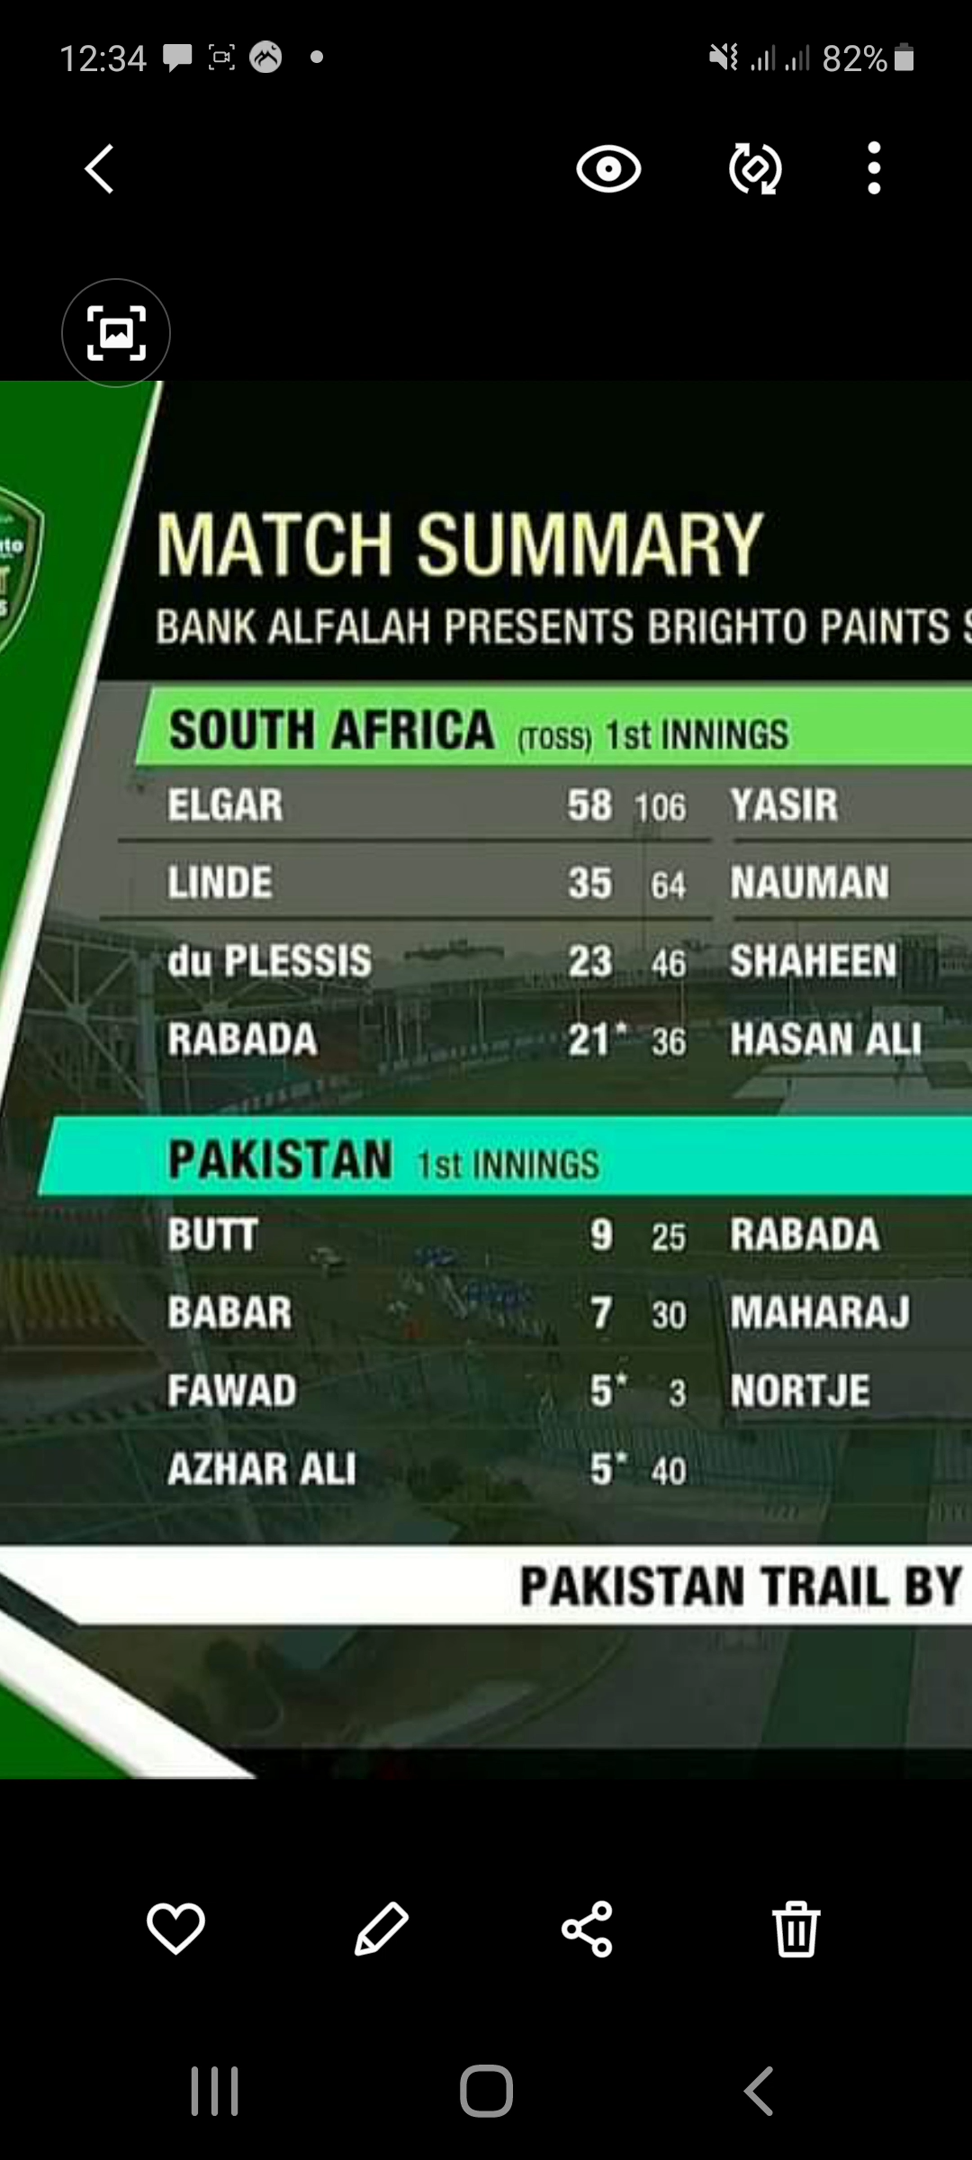 12:34
82%
to
T
S
MATCH SUMMARY
BANK ALFALAH PRESENTS BRIGHTO PAINTS S
SOUTH AFRICA (TOSS) 1st INNINGS
ELGAR 58 106 YASIR
LINDE 35 64 NAUMAN
du PLESSIS 23 46 SHAHEEN
RABADA 21* 36 HASAN ALI
PAKISTAN 1st INNINGS
BUTT 9 25 RABADA
BABAR 7 30 MAHARAJ
FAWAD 5* 3 NORTJE
AZHAR ALI 5* 40
PAKISTAN TRAIL BY